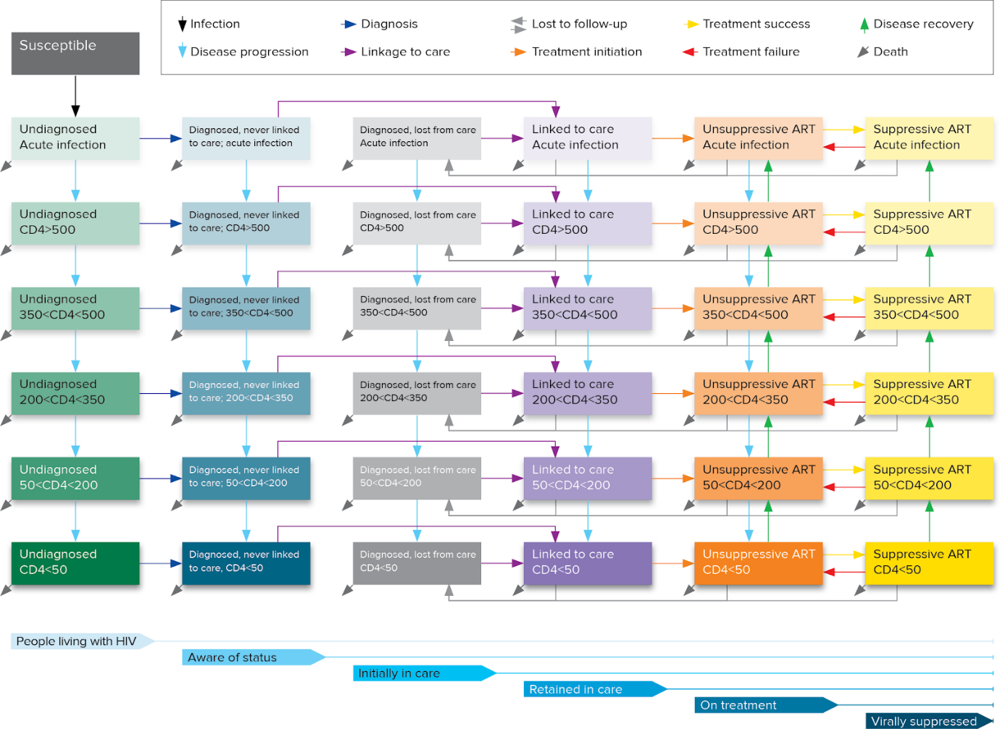 Infection
Diagnosis
Lost to follow-up
Treatment success
Disease recovery
Disease progression
Linkage to care
Treatment initiation
Treatment failure
Death
Susceptible
Undiagnosed
Acute infection
Diagnosed, never linked
to care; acute infection
Diagnosed, lost from care
Acute infection
Linked to care
Acute infection
Unsuppressive ART
Acute infection
Suppressive ART
Acute infection
Undiagnosed
CD4>500
Diagnosed, never linked
to care; CD4>500
Diagnosed, lost from care
CD4>500
Linked to care
CD4>500
Unsuppressive ART
CD4>500
Suppressive ART
CD4>500
Undiagnosed
350<CD4<500
Diagnosed, never linked
to care; 350<CD4<500
Diagnosed, lost from care
350<CD4<500
Linked to care
350<CD4<500
Unsuppressive ART
350<CD4<500
Suppressive ART
350<CD4<500
Undiagnosed
200<CD4<350
Diagnosed, never linked
to care; 200<CD4<350
Diagnosed, lost from care
200<CD4<350
Linked to care
200<CD4<350
Unsuppressive ART
200<CD4<350
Suppressive ART
200<CD4<350
Undiagnosed
50<CD4<200
Diagnosed, never linked
to care; 50<CD4<200
Diagnosed, lost from care
50<CD4<200
Linked to care
50<CD4<200
Unsuppressive ART
50<CD4<200
Suppressive ART
50<CD4<200
Undiagnosed
CD4<50
Diagnosed, never linked
to care, CD4<50
Diagnosed, lost from care
CD4<50
Linked to care
CD4<50
Unsuppressive ART
CD4<50
Suppressive ART
CD4<50
People living with HIV
Aware of status
Initially in care
Retained in care
On treatment
Virally suppressed